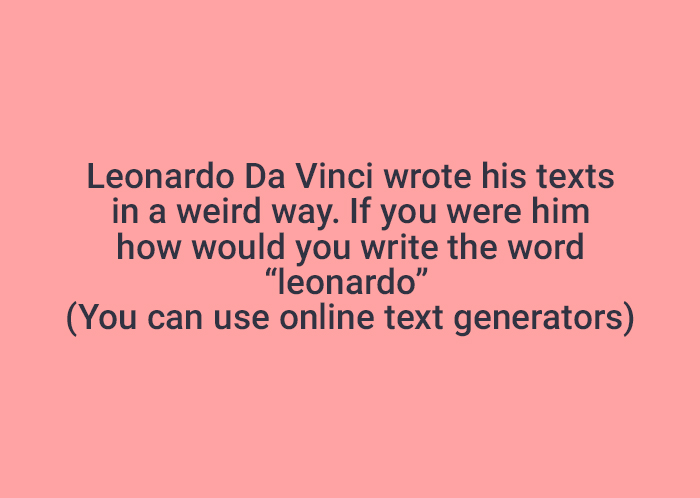 Leonardo Da Vinci wrote his texts
in a weird way. If you were him
how would you write the word
“leonardo”
(You can use online text generators)